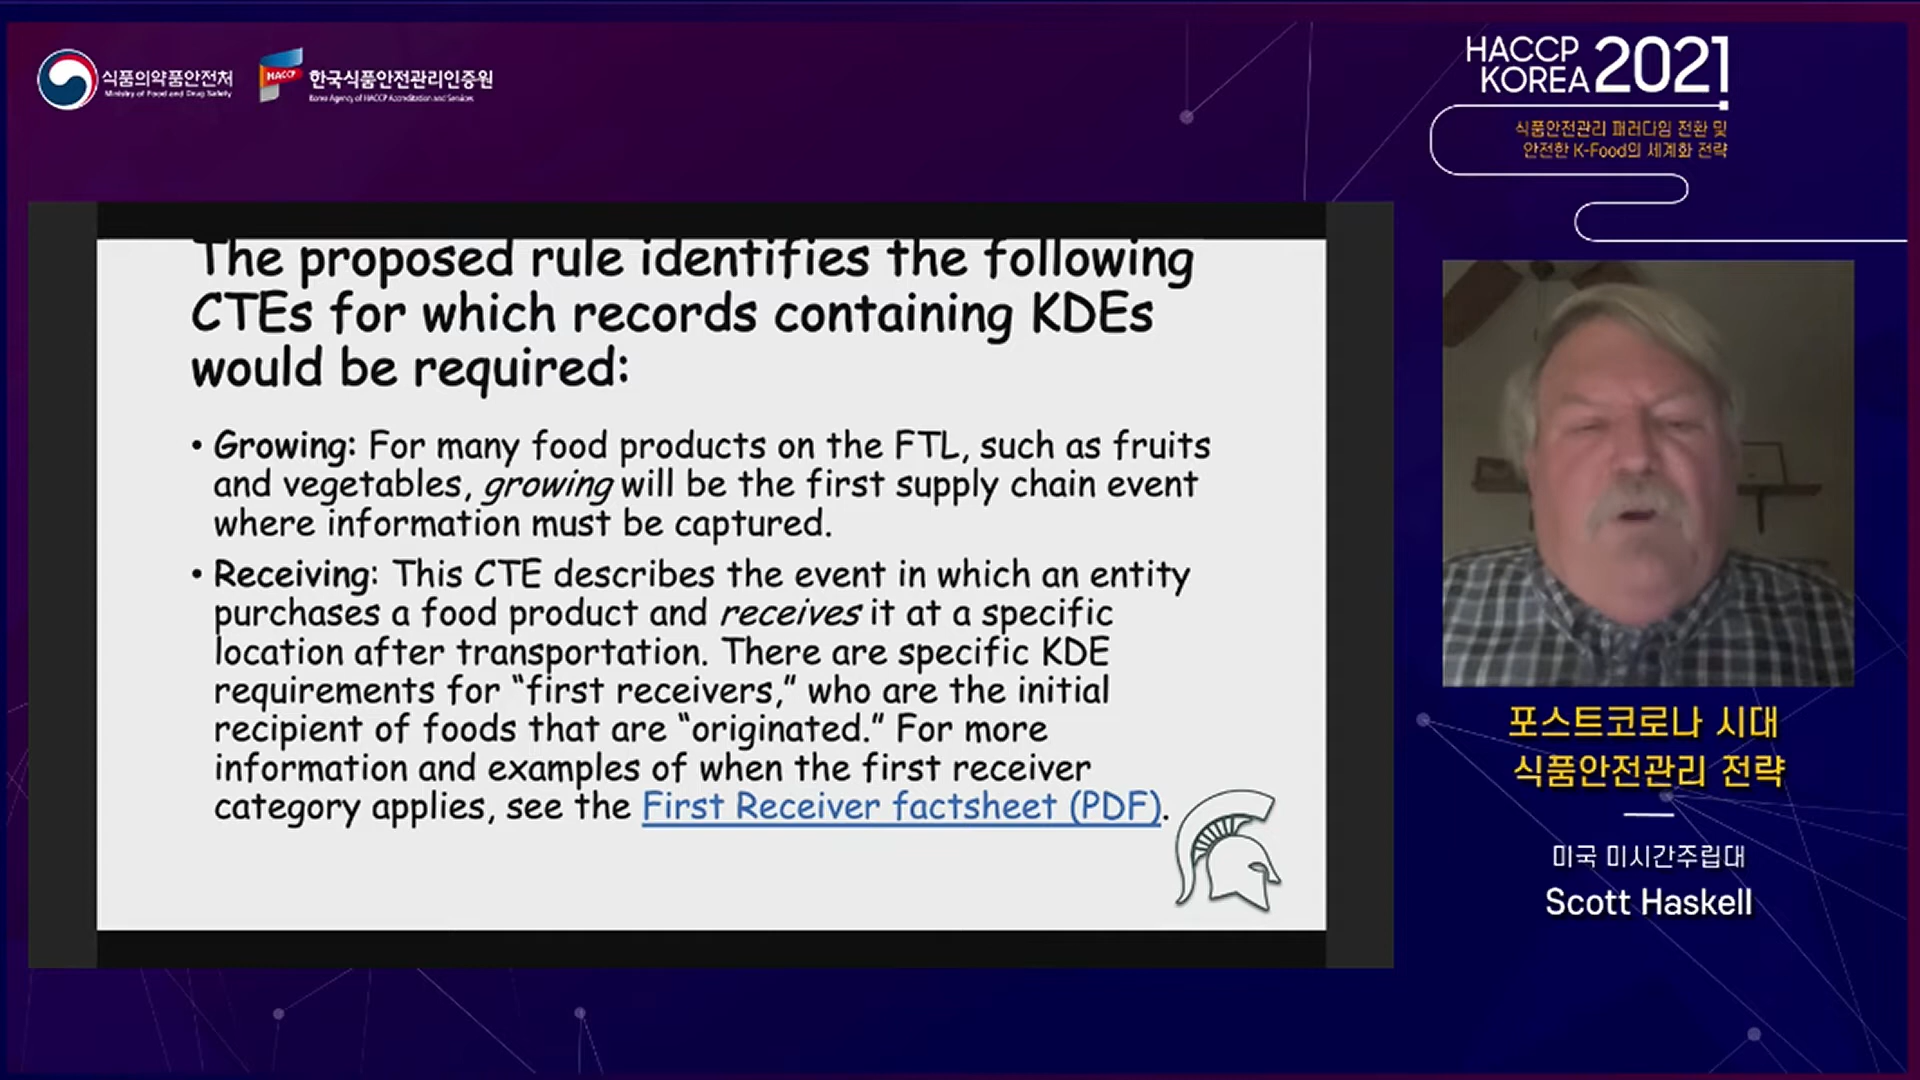 식품의약품안전처
Ministry of Food and Drug Safety
HACCP
한국식품안전관리인증원
Korea Agency of HACCP Accreditation and Services
HACCP
KOREA 2021
식품안전관리 패러다임 전환 및
안전한 K-Food의 세계화 전략
The proposed rule identifies the following
CTEs for which records containing KDEs
would be required:
• Growing: For many food products on the FTL, such as fruits
and vegetables, growing will be the first supply chain event
where information must be captured.
• Receiving: This CTE describes the event in which an entity
purchases a food product and receives it at a specific
location after transportation. There are specific KDE
requirements for “first receivers,” who are the initial
recipient of foods that are “originated.” For more
information and examples of when the first receiver
category applies, see the First Receiver factsheet (PDF).
포스트코로나 시대
식품안전관리 전략
미국 미시간주립대
Scott Haskell